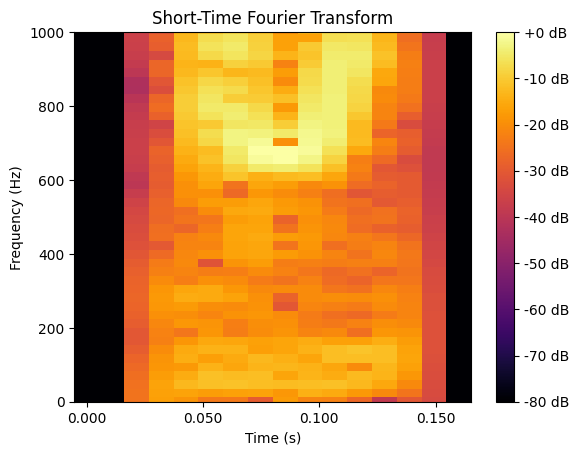 Short-Time Fourier Transform
1000
800
600
400
200
0
Frequency (Hz)
0.000
0.050
0.100
0.150
Time (s)
+0 dB
-10 dB
-20 dB
-30 dB
-40 dB
-50 dB
-60 dB
-70 dB
-80 dB